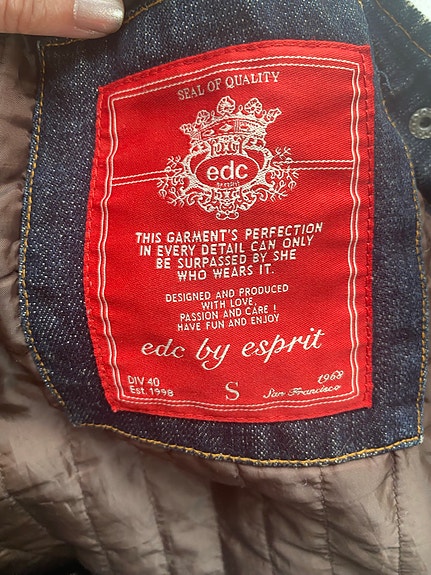 SEAL OF QUALITY
edc
BY ESPRIT
THIS GARMENT'S PERFECTION
IN EVERY DETAIL CAN ONLY
BE SURPASSED BY SHE
WHO WEARS IT.
DESIGNED AND PRODUCED
WITH LOVE,
PASSION AND CARE !
HAVE FUN AND ENJOY
edc by esprit
DIV 40
Est. 1998
S
1968
San Francisco